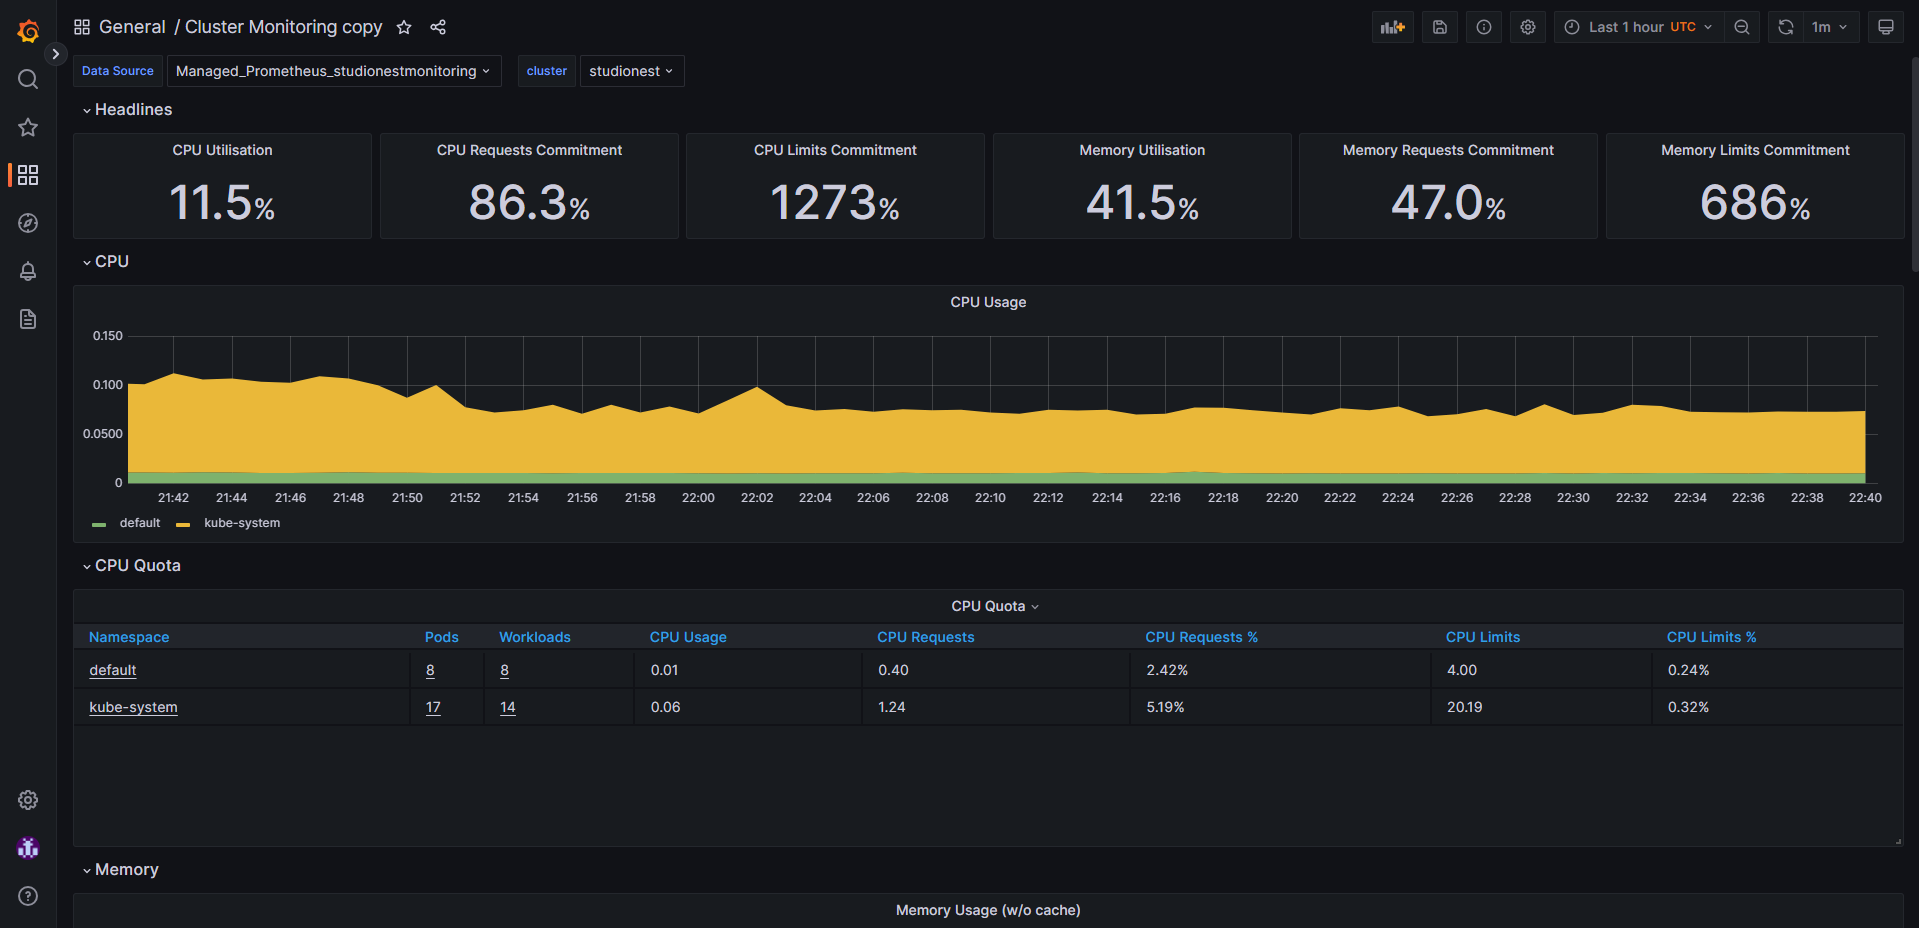 General / Cluster Monitoring copy
Last 1 hour UTC
1m
Data Source Managed_Prometheus_studionestmonitoring cluster studionest
Headlines
CPU Utilisation
11.5%
CPU Requests Commitment
86.3%
CPU Limits Commitment
1273%
Memory Utilisation
41.5%
Memory Requests Commitment
47.0%
Memory Limits Commitment
686%
CPU
CPU Usage
0.150
0.100
0.0500
0
21:42 21:44 21:46 21:48 21:50 21:52 21:54 21:56 21:58 22:00 22:02 22:04 22:06 22:08 22:10 22:12 22:14 22:16 22:18 22:20 22:22 22:24 22:26 22:28 22:30 22:32 22:34 22:36 22:38 22:40
default kube-system
CPU Quota
CPU Quota
Namespace Pods Workloads CPU Usage CPU Requests CPU Requests % CPU Limits CPU Limits %
default 8 8 0.01 0.40 2.42% 4.00 0.24%
kube-system 17 14 0.06 1.24 5.19% 20.19 0.32%
Memory
Memory Usage (w/o cache)